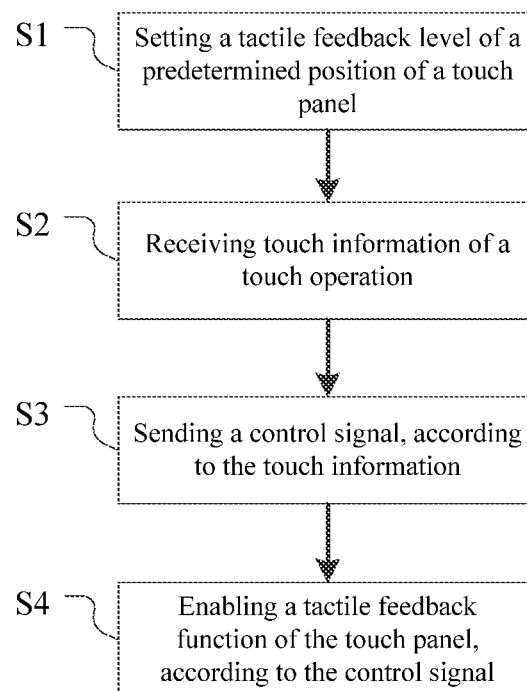 S1
Setting a tactile feedback level of a
predetermined position of a touch
panel
S2
Receiving touch information of a
touch operation
S3
Sending a control signal, according
to the touch information
S4
Enabling a tactile feedback
function of the touch panel,
according to the control signal